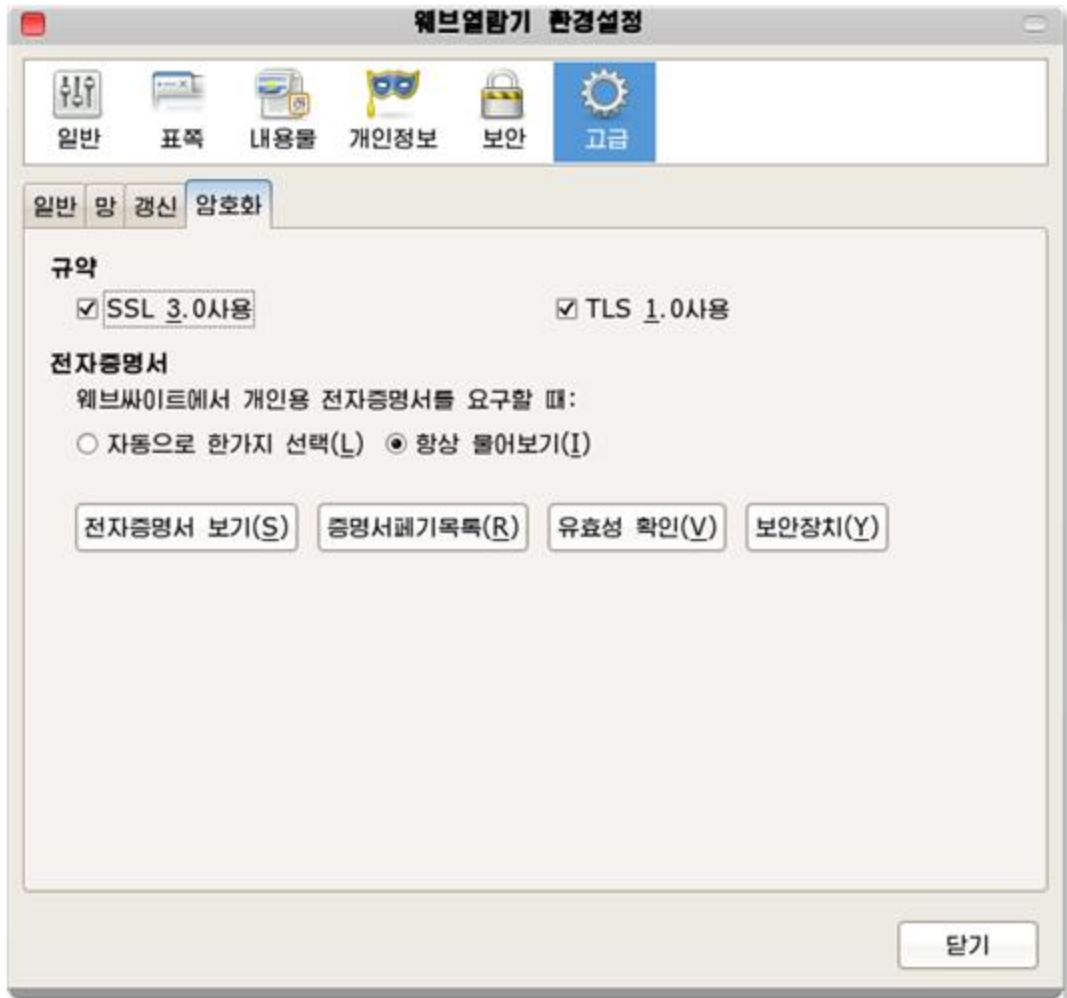 웨브열람기 환경설정
일반 표쪽 내용물 개인정보 보안 고급
일반 망 갱신 암호화
규약
SSL 3.0사용 TLS 1.0사용
전자증명서
웨브싸이트에서 개인용 전자증명서를 요구할 때:
자동으로 한가지 선택(L) 항상 물어보기(I)
전자증명서 보기(S) 증명서페기목록(R) 유효성 확인(V) 보안장치(Y)
닫기